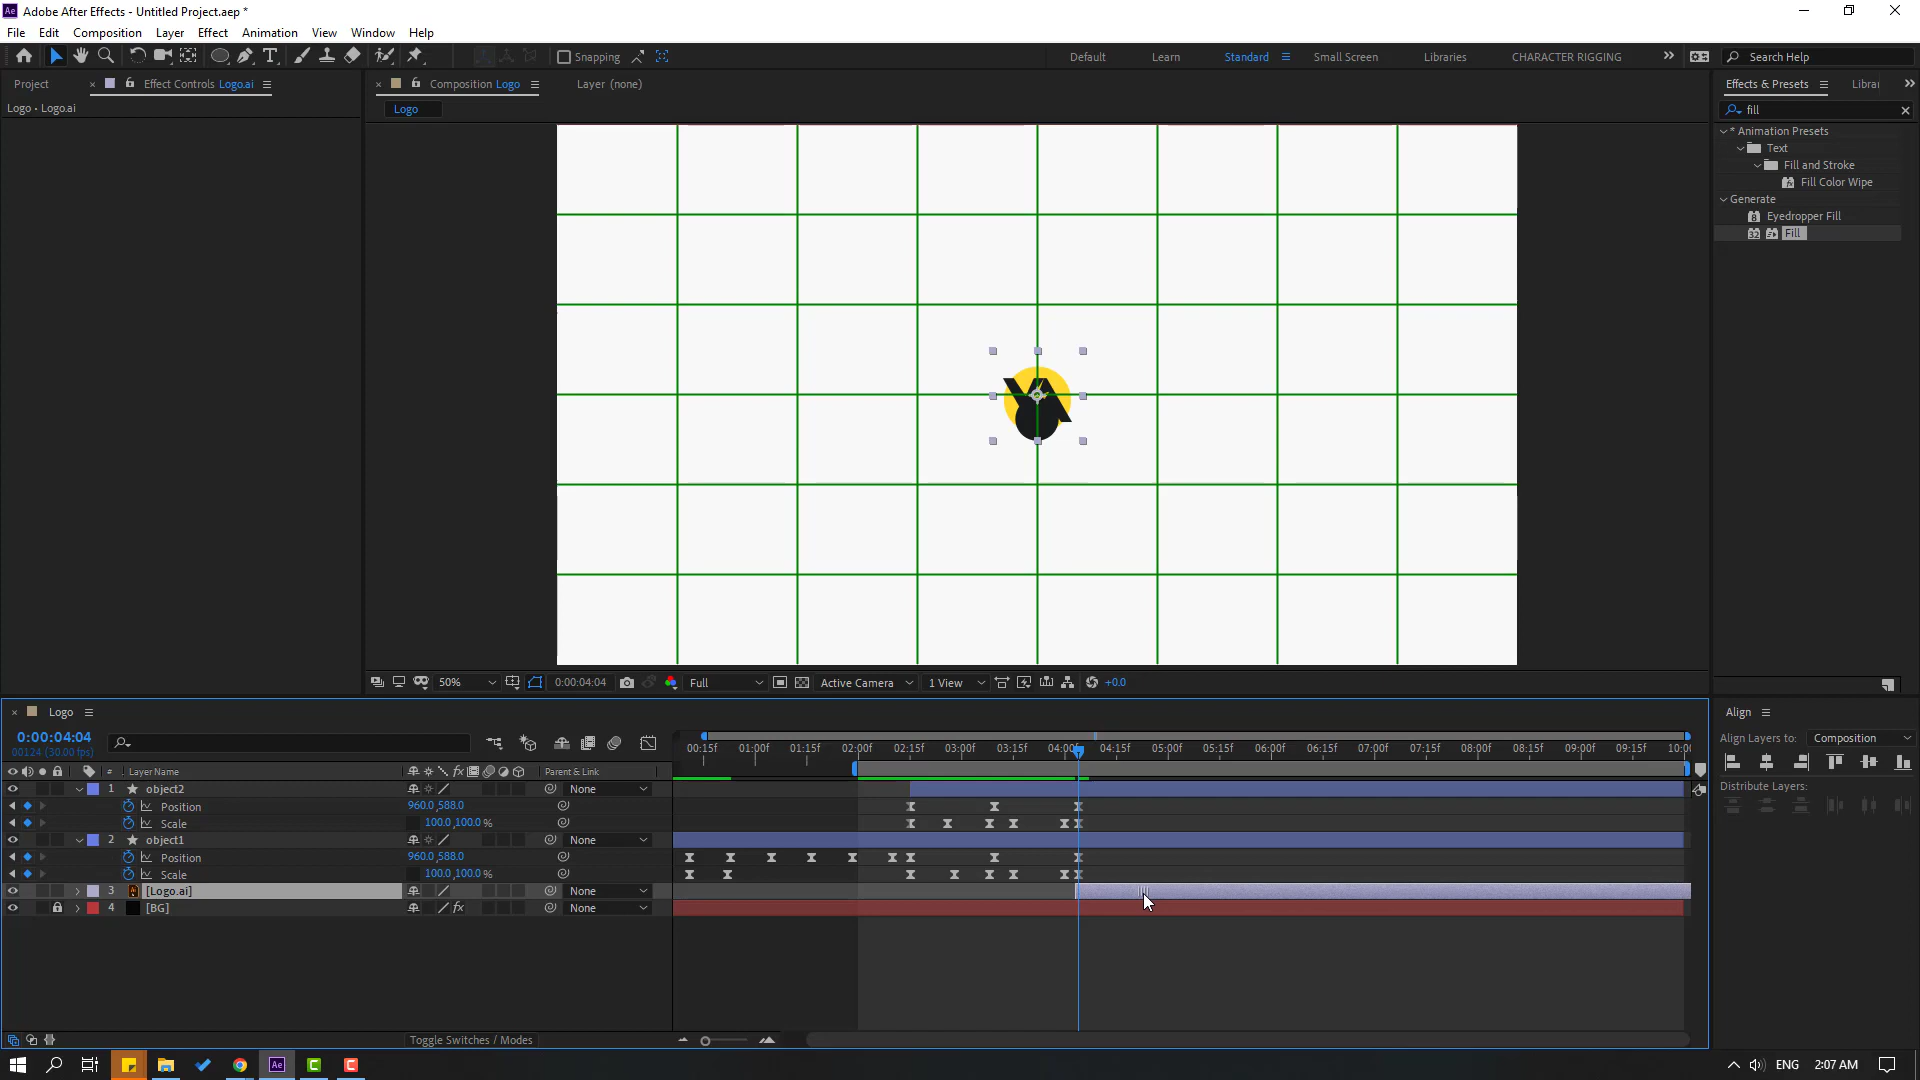 Adobe After Effects - Untitled Project.aep *
File Edit Composition Layer Effect Animation View Window Help
Snapping
Default Learn Standard Small Screen Libraries CHARACTER RIGGING Search Help
Project Effect Controls Logo.ai
Logo • Logo.ai
Composition Logo Layer (none)
Logo
Effects & Presets Librai
fill
* Animation Presets
Text
Fill and Stroke
Fill Color Wipe
Generate
Eyedropper Fill
Fill
50% 0:00:04:04 Full Active Camera 1 View +0.0
Logo
0:00:04:04
00124 (30.00 fps)
00:15f 01:00f 01:15f 02:00f 02:15f 03:00f 03:15f 04:00f 04:15f 05:00f 05:15f 06:00f 06:15f 07:00f 07:15f 08:00f 08:15f 09:00f 09:15f 10:00
# Layer Name Parent & Link
1 object2 None
Position 960.0,588.0
Scale 100.0,100.0 %
2 object1 None
Position 960.0,588.0
Scale 100.0,100.0 %
3 [Logo.ai] None
4 [BG] fx None
Toggle Switches / Modes
Align
Align Layers to: Composition
Distribute Layers:
ENG 2:07 AM